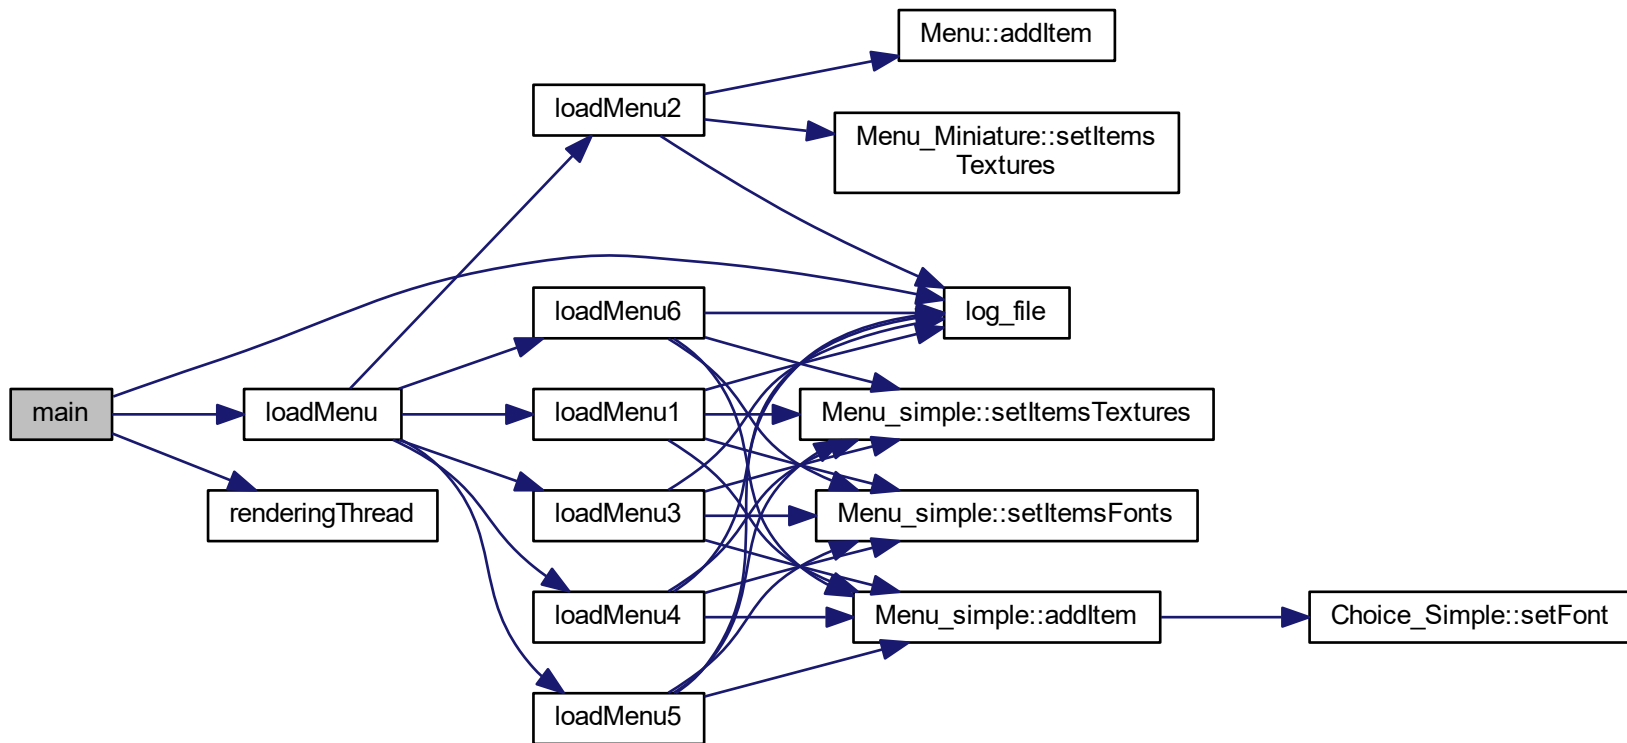 Menu::addItem
loadMenu2
Menu_Miniature::setItems
Textures
loadMenu6
log_file
main
loadMenu
loadMenu1
Menu_simple::setItemsTextures
renderingThread
loadMenu3
Menu_simple::setItemsFonts
loadMenu4
Menu_simple::addItem
Choice_Simple::setFont
loadMenu5